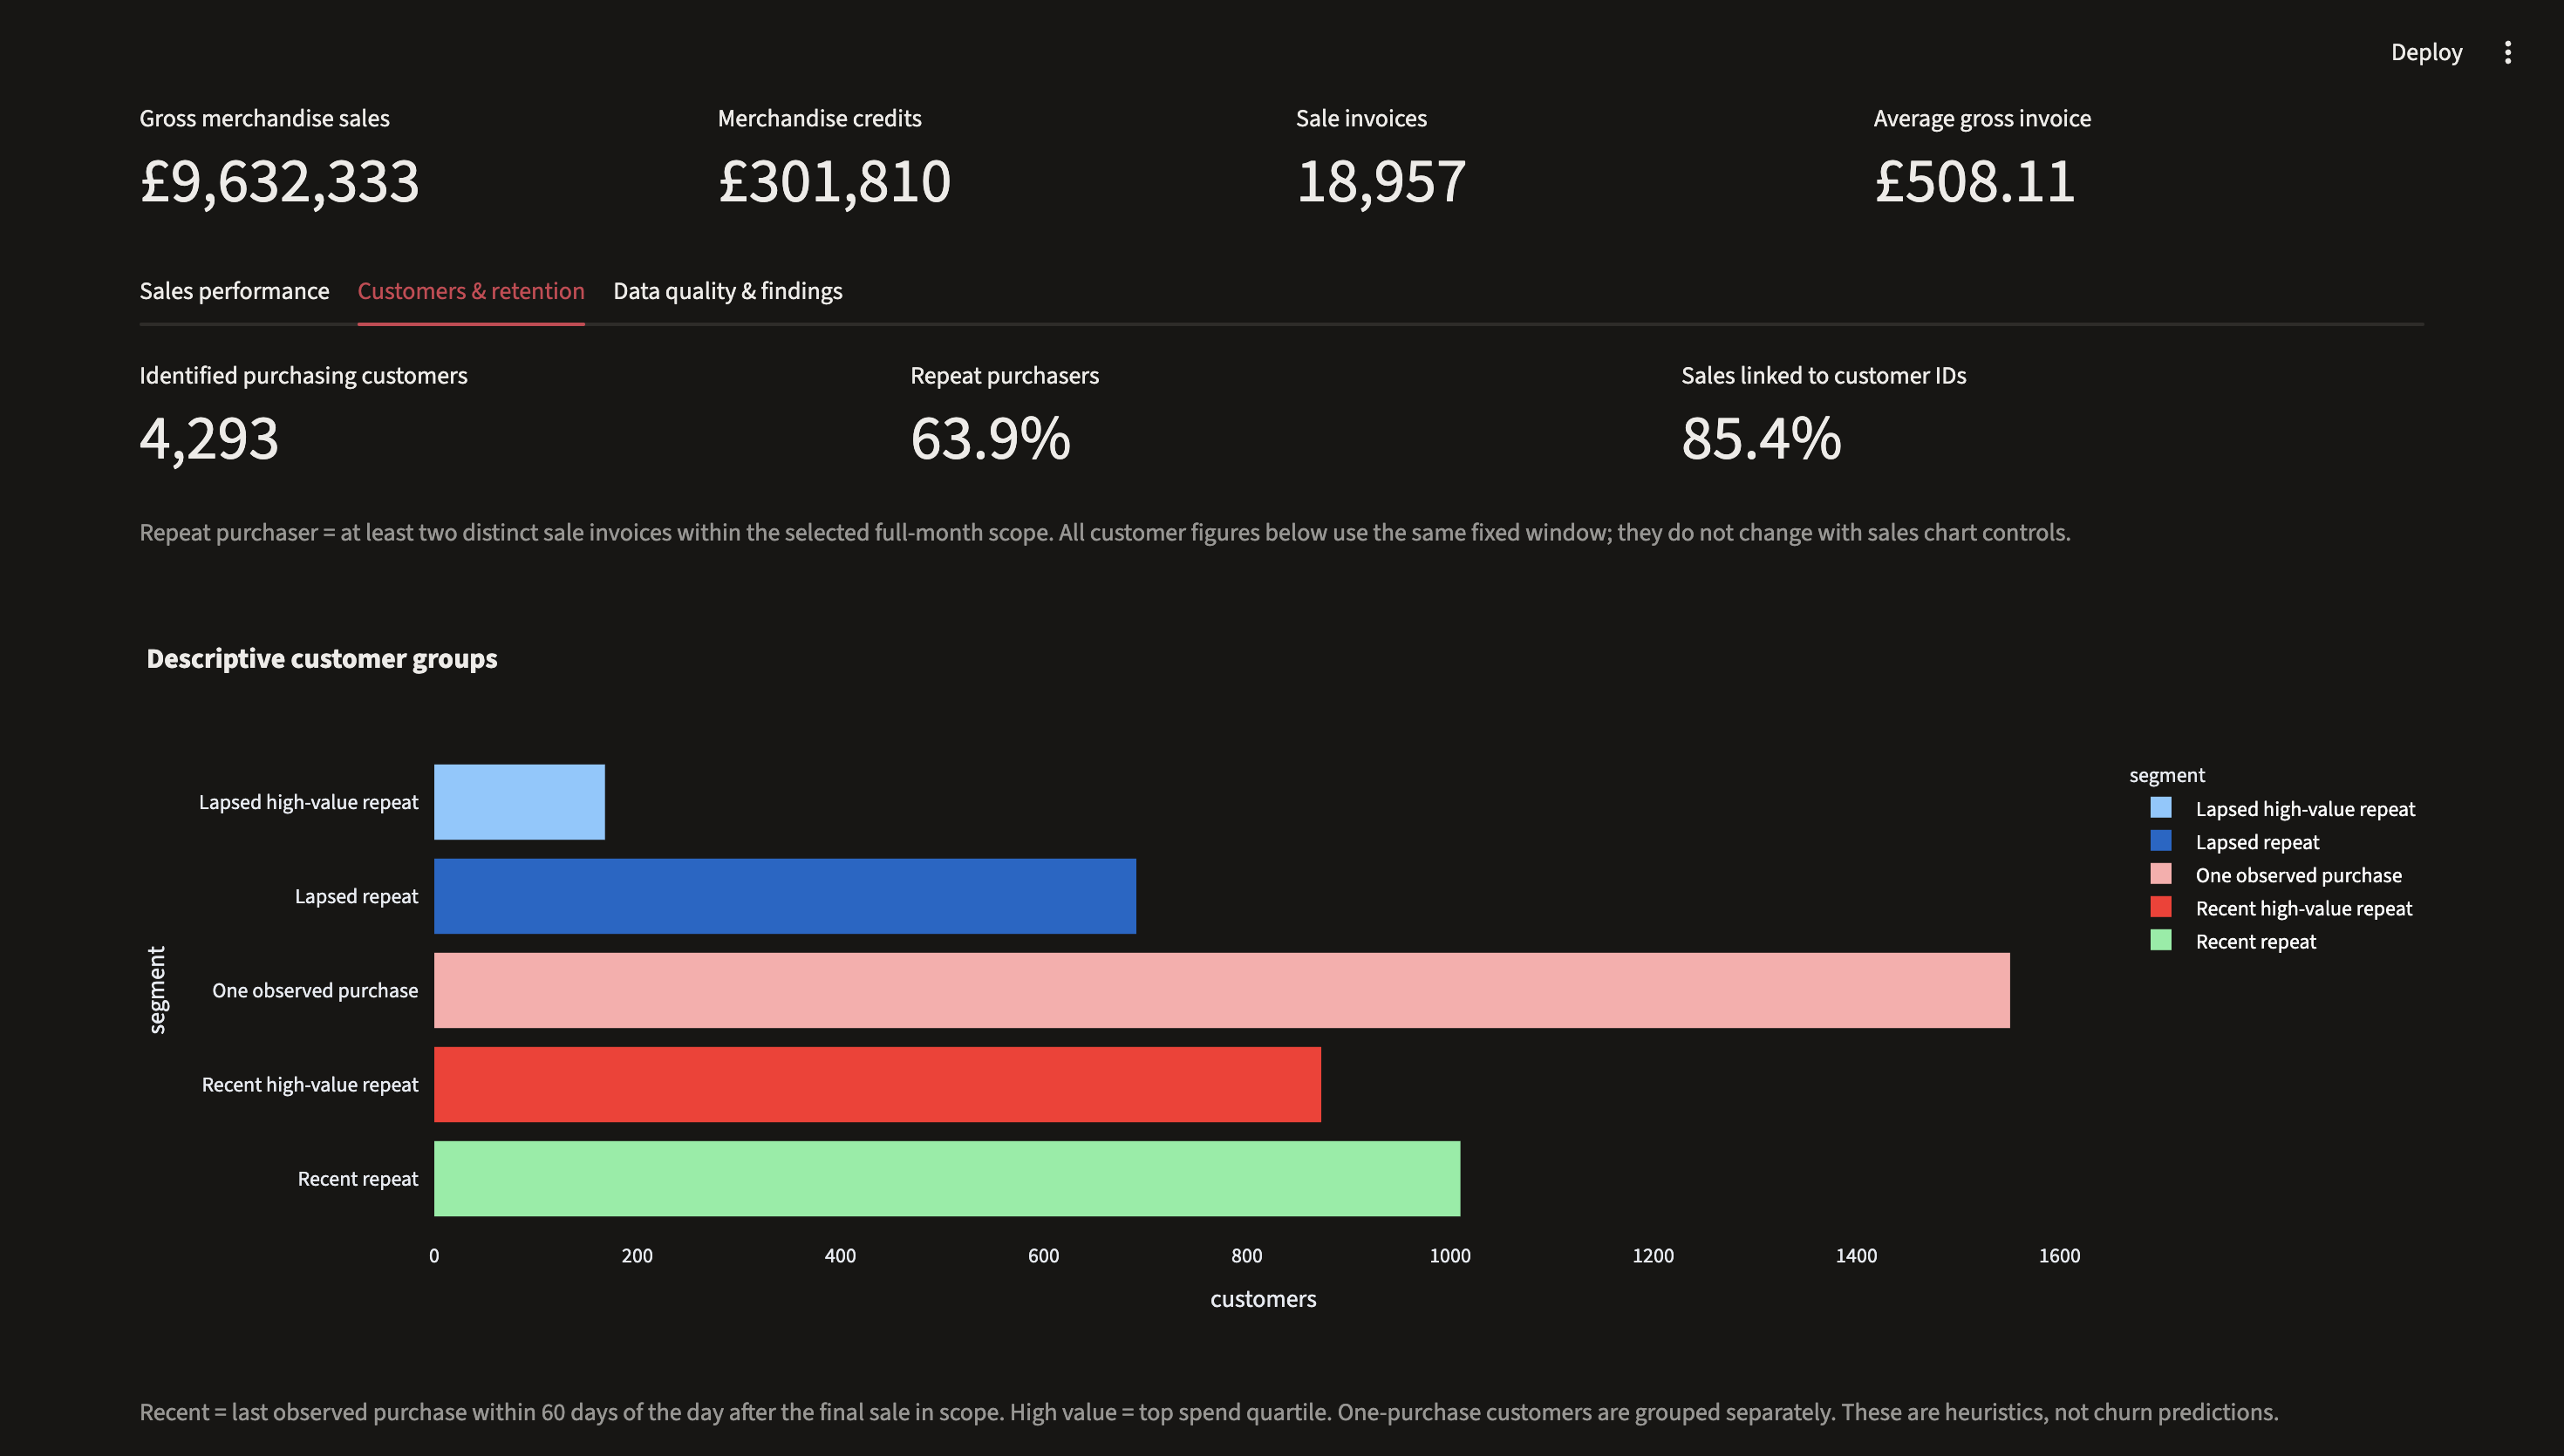 Deploy
Gross merchandise sales
£9,632,333
Merchandise credits
£301,810
Sale invoices
18,957
Average gross invoice
£508.11
Sales performance
Customers & retention
Data quality & findings
Identified purchasing customers
4,293
Repeat purchasers
63.9%
Sales linked to customer IDs
85.4%
Repeat purchaser = at least two distinct sale invoices within the selected full-month scope. All customer figures below use the same fixed window; they do not change with sales chart controls.
Descriptive customer groups
segment
Lapsed high-value repeat
Lapsed repeat
One observed purchase
Recent high-value repeat
Recent repeat
0 200 400 600 800 1000 1200 1400 1600
customers
segment
Lapsed high-value repeat
Lapsed repeat
One observed purchase
Recent high-value repeat
Recent repeat
Recent = last observed purchase within 60 days of the day after the final sale in scope. High value = top spend quartile. One-purchase customers are grouped separately. These are heuristics, not churn predictions.